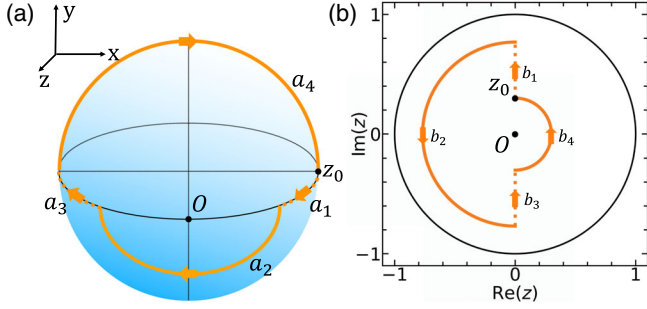 (a)
y
x
z
a₄
z₀
a₃
O
a₁
a₂
(b)
Im(z)
1
0
−1
b₁
z₀
b₂
O
b₄
b₃
−1
0
1
Re(z)